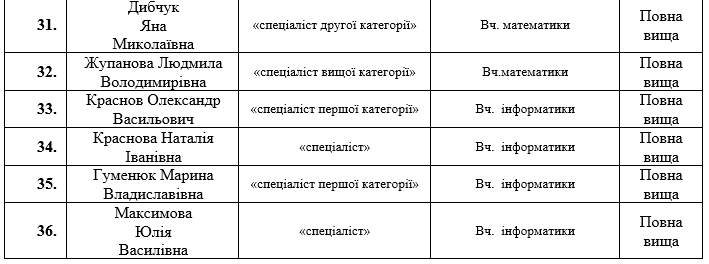 31. Дибчук Яна Миколаївна «спеціаліст другої категорії» Вч. математики Повна вища
32. Жупанова Людмила Володимирівна «спеціаліст вищої категорії» Вч.математики Повна вища
33. Краснов Олександр Васильович «спеціаліст першої категорії» Вч. інформатики Повна вища
34. Краснова Наталія Іванівна «спеціаліст» Вч. інформатики Повна вища
35. Гуменюк Марина Владиславівна «спеціаліст першої категорії» Вч. інформатики Повна вища
36. Максимова Юлія Василівна «спеціаліст» Вч. інформатики Повна вища